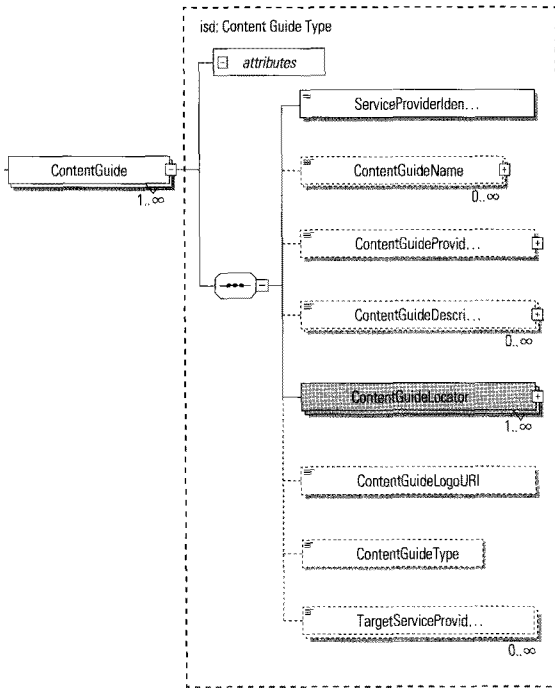 isd: Content Guide Type
attributes
ServiceProviderIden...
ContentGuide
1..∞
ContentGuideName
0..∞
ContentGuideProvid...
ContentGuideDescri...
0..∞
ContentGuideLocator
1..∞
ContentGuideLogoURI
ContentGuideType
TargetServiceProvid...
0..∞